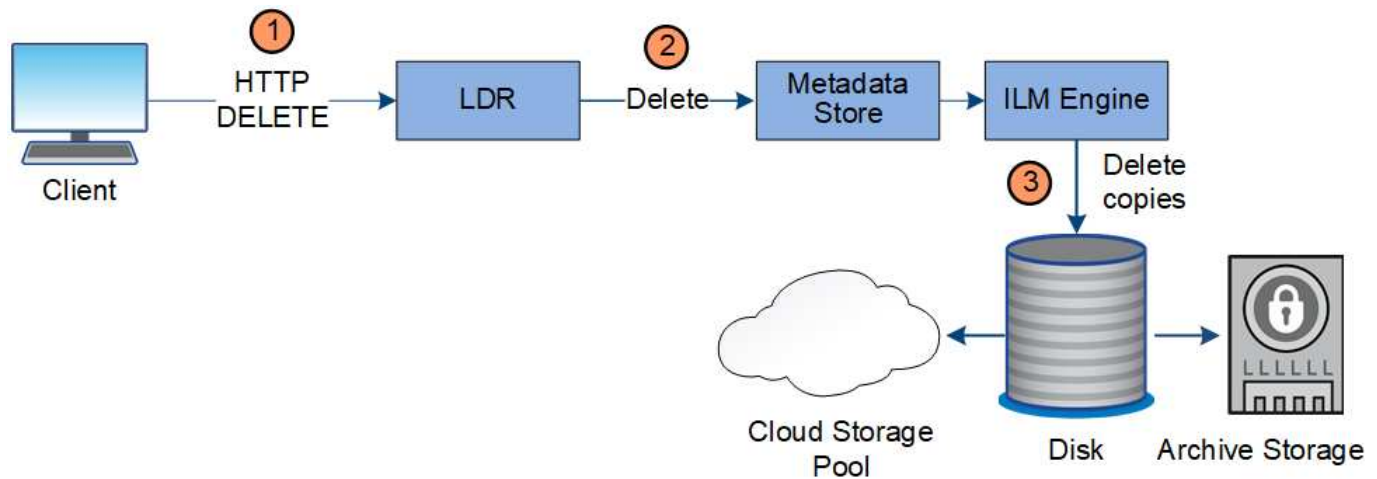 1
HTTP
DELETE
LDR
2
Delete
Metadata
Store
ILM Engine
Client
3
Delete
copies
LLLLLL
Cloud Storage
Pool
Disk
Archive Storage